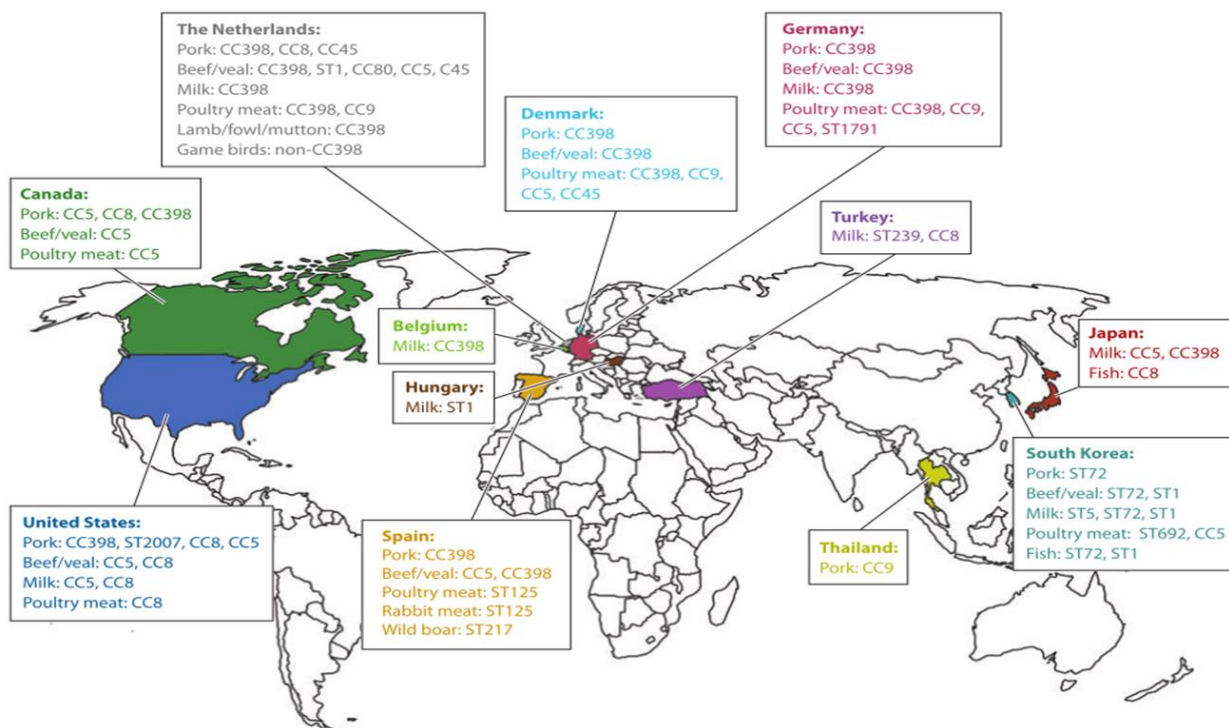 The Netherlands:
Pork: CC398, CC8, CC45
Beef/veal: CC398, ST1, CC80, CC5, C45
Milk: CC398
Poultry meat: CC398, CC9
Lamb/fowl/mutton: CC398
Game birds: non-CC398
Germany:
Pork: CC398
Beef/veal: CC398
Milk: CC398
Poultry meat: CC398, CC9,
CC5, ST1791
Denmark:
Pork: CC398
Beef/veal: CC398
Poultry meat: CC398, CC9,
CC5, CC45
Canada:
Pork: CC5, CC8, CC398
Beef/veal: CC5
Poultry meat: CC5
Turkey:
Milk: ST239, CC8
Belgium:
Milk: CC398
Hungary:
Milk: ST1
Japan:
Milk: CC5, CC398
Fish: CC8
South Korea:
Pork: ST72
Beef/veal: ST72, ST1
Milk: ST5, ST72, ST1
Poultry meat: ST692, CC5
Fish: ST72, ST1
United States:
Pork: CC398, ST2007, CC8, CC5
Beef/veal: CC5, CC8
Milk: CC5, CC8
Poultry meat: CC8
Spain:
Pork: CC398
Beef/veal: CC5, CC398
Poultry meat: ST125
Rabbit meat: ST125
Wild boar: ST217
Thailand:
Pork: CC9